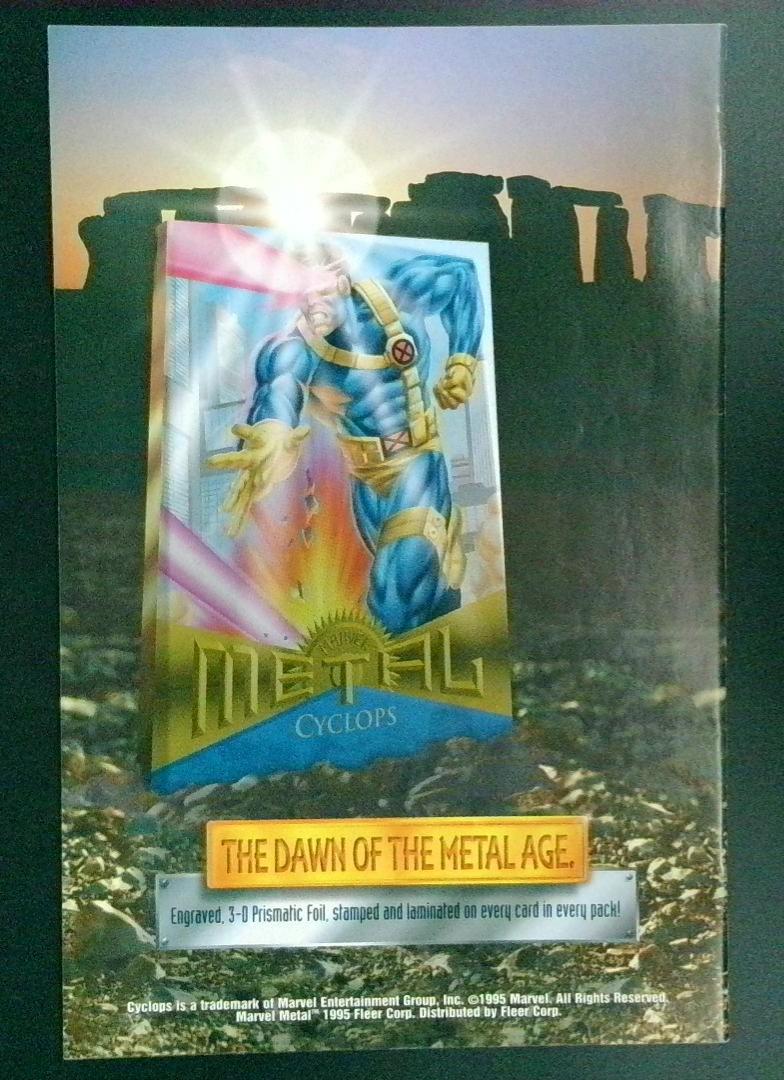 MARVEL
METAL
CYCLOPS
THE DAWN OF THE METAL AGE.
Engraved, 3-D Prismatic Foil, stamped and laminated on every card in every pack!
Cyclops is a trademark of Marvel Entertainment Group, Inc. ©1995 Marvel. All Rights Reserved.
Marvel Metal™ 1995 Fleer Corp. Distributed by Fleer Corp.